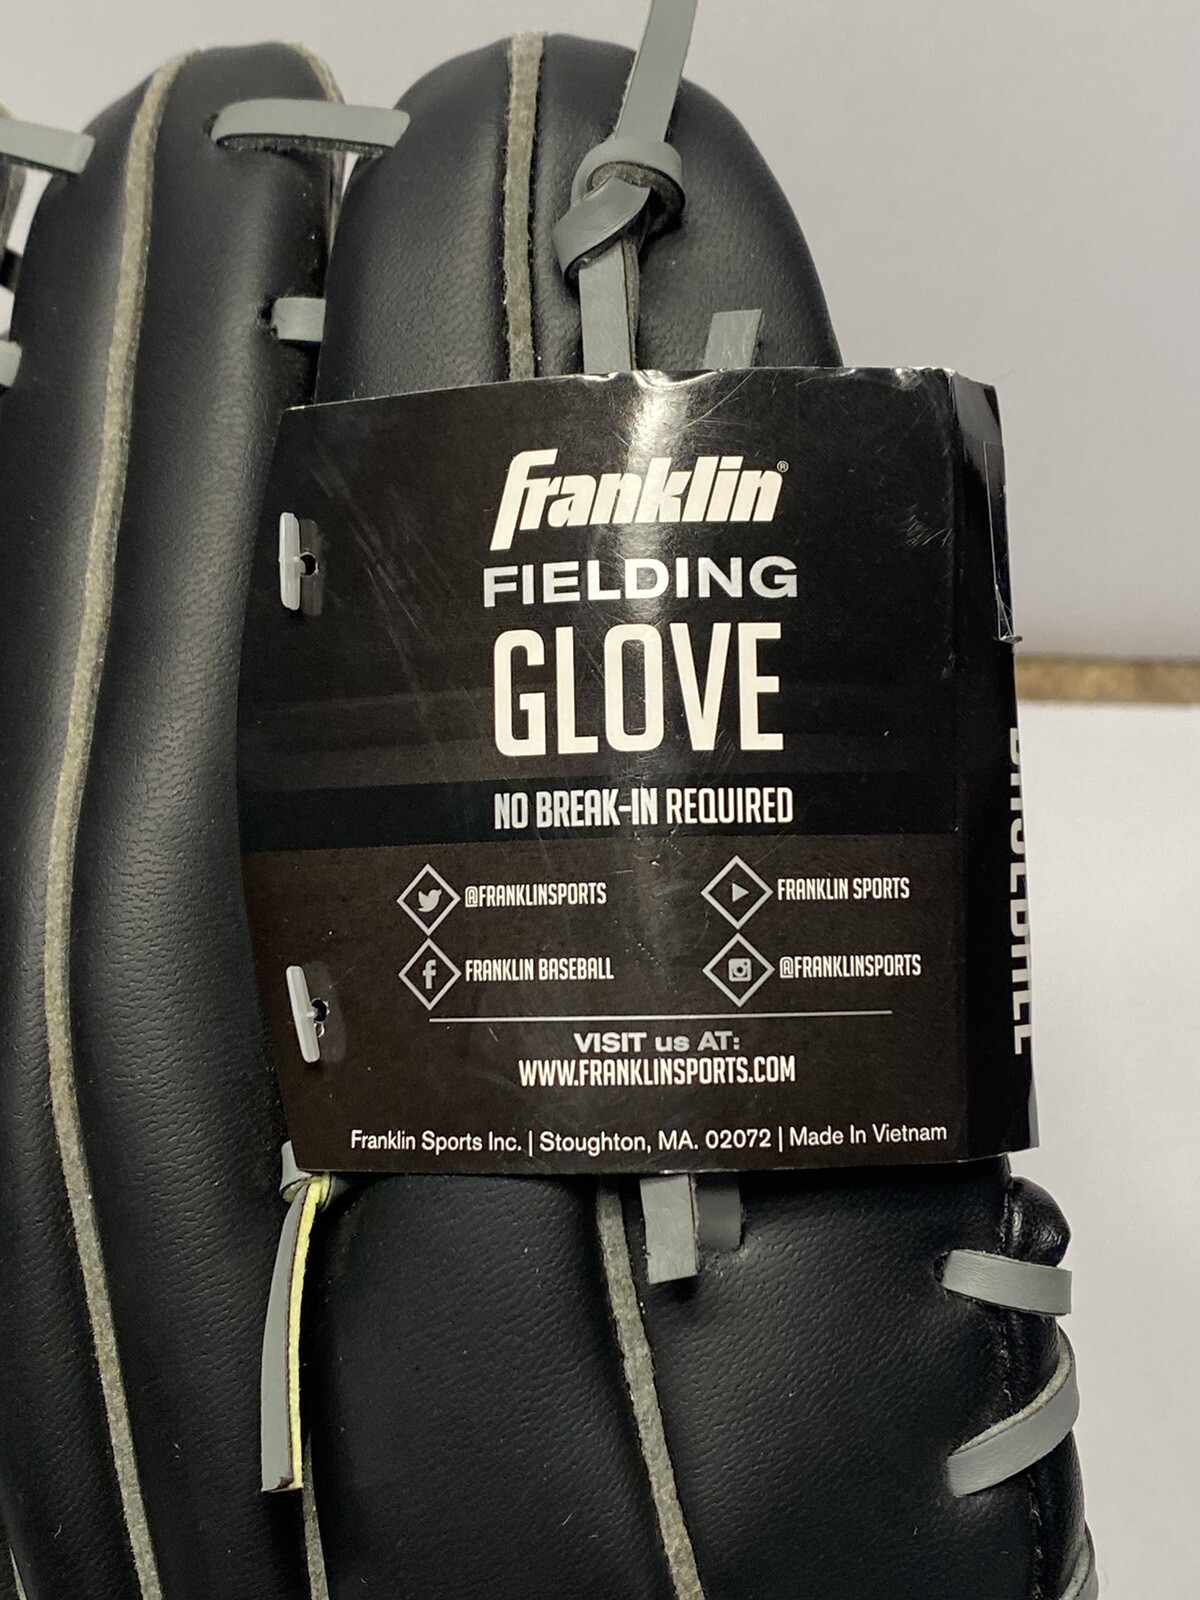 Franklin®
FIELDING
GLOVE
NO BREAK-IN REQUIRED
@FRANKLINSPORTS
FRANKLIN SPORTS
FRANKLIN BASEBALL
@FRANKLINSPORTS
VISIT us AT:
WWW.FRANKLINSPORTS.COM
Franklin Sports Inc. | Stoughton, MA. 02072 | Made In Vietnam
BASEBALL